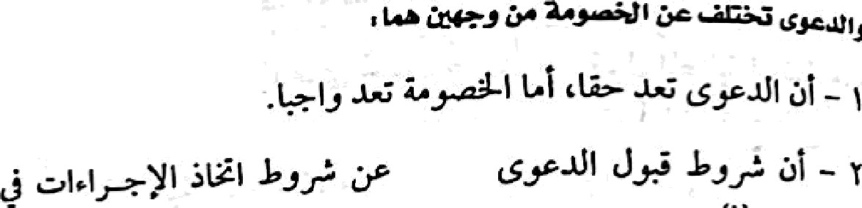 والدعوى تختلف عن الخصومة من وجهين هما:
١ - أن الدعوى تعد حقا، أما الخصومة تعد واجبا.
٢ - أن شروط قبول الدعوى عن شروط اتخاذ الإجراءات في